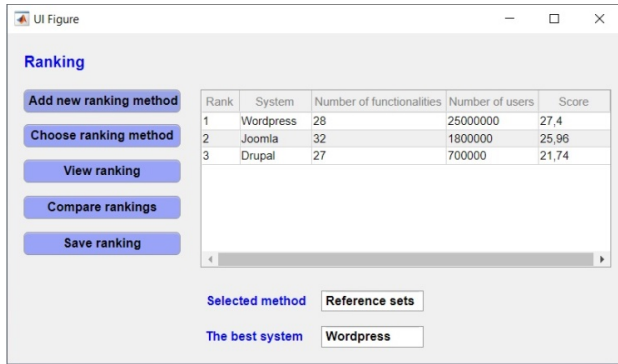 UI Figure
Ranking
Add new ranking method
Choose ranking method
View ranking
Compare rankings
Save ranking
Rank System Number of functionalities Number of users Score
1 Wordpress 28 25000000 27,4
2 Joomla 32 1800000 25,96
3 Drupal 27 700000 21,74
Selected method Reference sets
The best system Wordpress